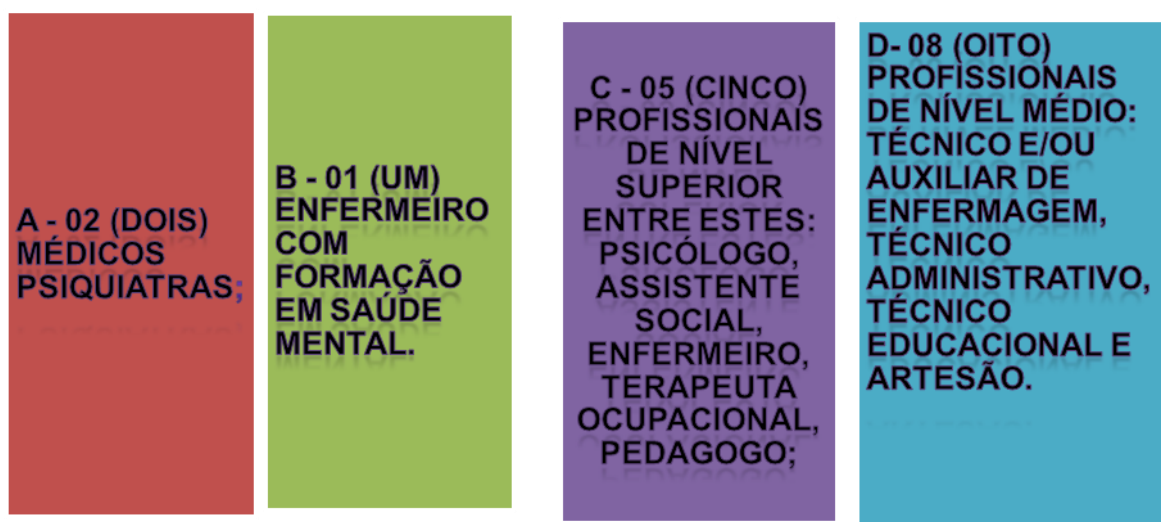 A - 02 (DOIS)
MÉDICOS
PSIQUIATRAS;
B - 01 (UM)
ENFERMEIRO
COM
FORMAÇÃO
EM SAÚDE
MENTAL.
C - 05 (CINCO)
PROFISSIONAIS
DE NÍVEL
SUPERIOR
ENTRE ESTES:
PSICÓLOGO,
ASSISTENTE
SOCIAL,
ENFERMEIRO,
TERAPEUTA
OCUPACIONAL,
PEDAGOGO;
D- 08 (OITO)
PROFISSIONAIS
DE NÍVEL MÉDIO:
TÉCNICO E/OU
AUXILIAR DE
ENFERMAGEM,
TÉCNICO
ADMINISTRATIVO,
TÉCNICO
EDUCACIONAL E
ARTESÃO.